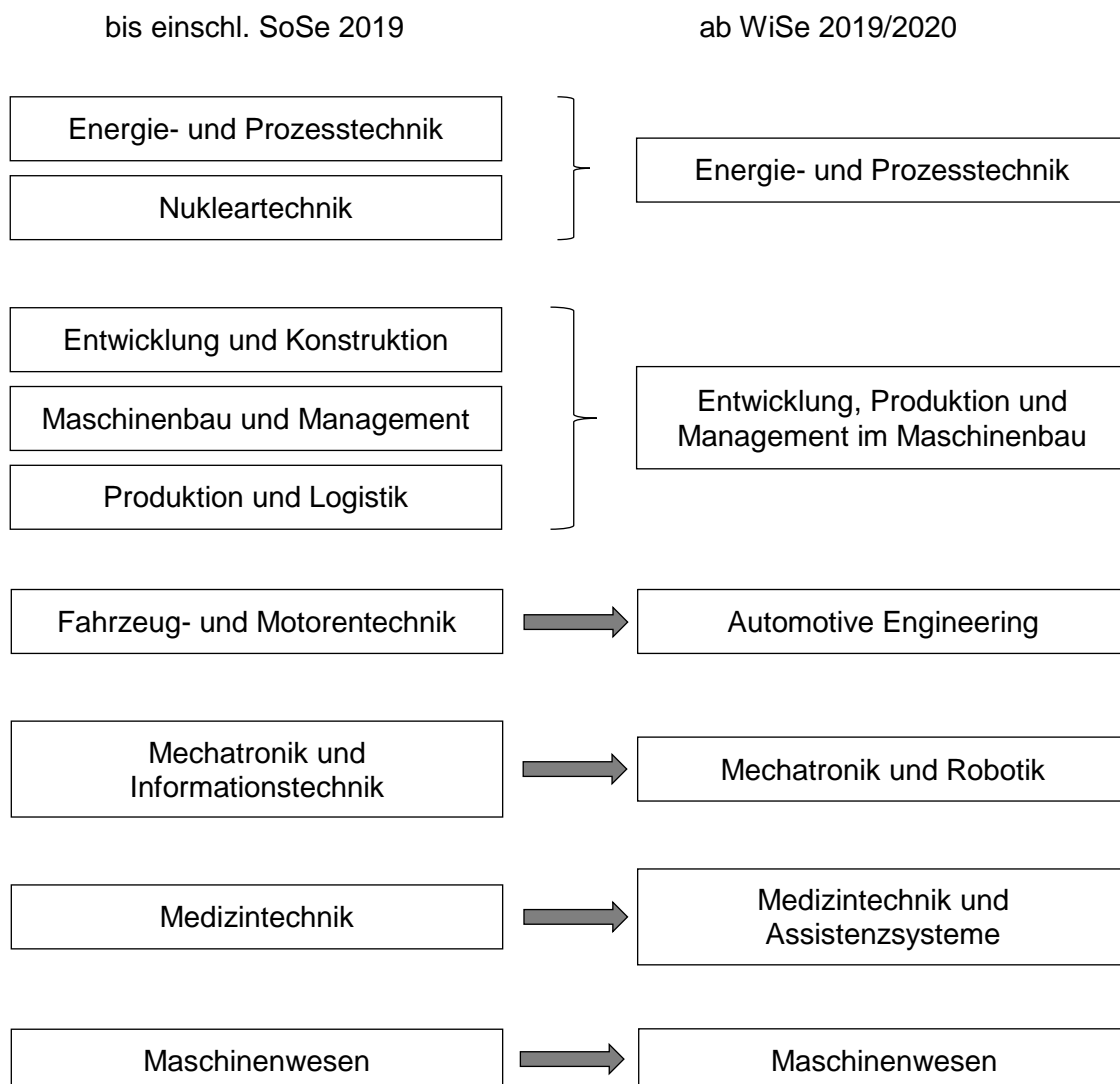 bis einschl. SoSe 2019
ab WiSe 2019/2020
Energie- und Prozesstechnik
Nukleartechnik
Energie- und Prozesstechnik
Entwicklung und Konstruktion
Maschinenbau und Management
Produktion und Logistik
Entwicklung, Produktion und
Management im Maschinenbau
Fahrzeug- und Motorentechnik
Automotive Engineering
Mechatronik und
Informationstechnik
Mechatronik und Robotik
Medizintechnik
Medizintechnik und
Assistenzsysteme
Maschinenwesen
Maschinenwesen